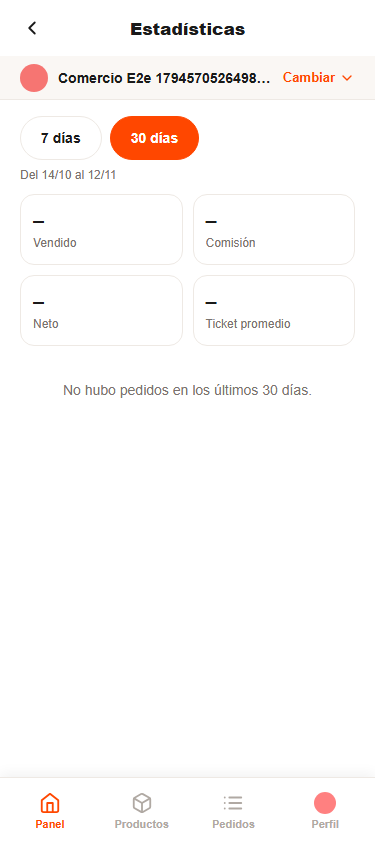 Estadísticas
Comercio E2e 1794570526498... Cambiar
7 días 30 días
Del 14/10 al 12/11
– –
Vendido Comisión
– –
Neto Ticket promedio
No hubo pedidos en los últimos 30 días.
Panel Productos Pedidos Perfil